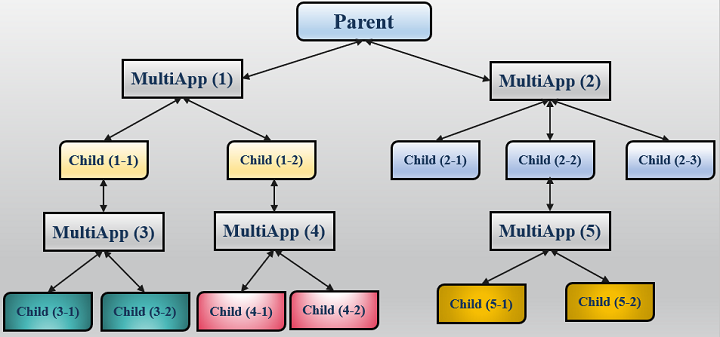 Parent
MultiApp (1)
MultiApp (2)
Child (1-1)
Child (1-2)
Child (2-1)
Child (2-2)
Child (2-3)
MultiApp (3)
MultiApp (4)
MultiApp (5)
Child (3-1)
Child (3-2)
Child (4-1)
Child (4-2)
Child (5-1)
Child (5-2)